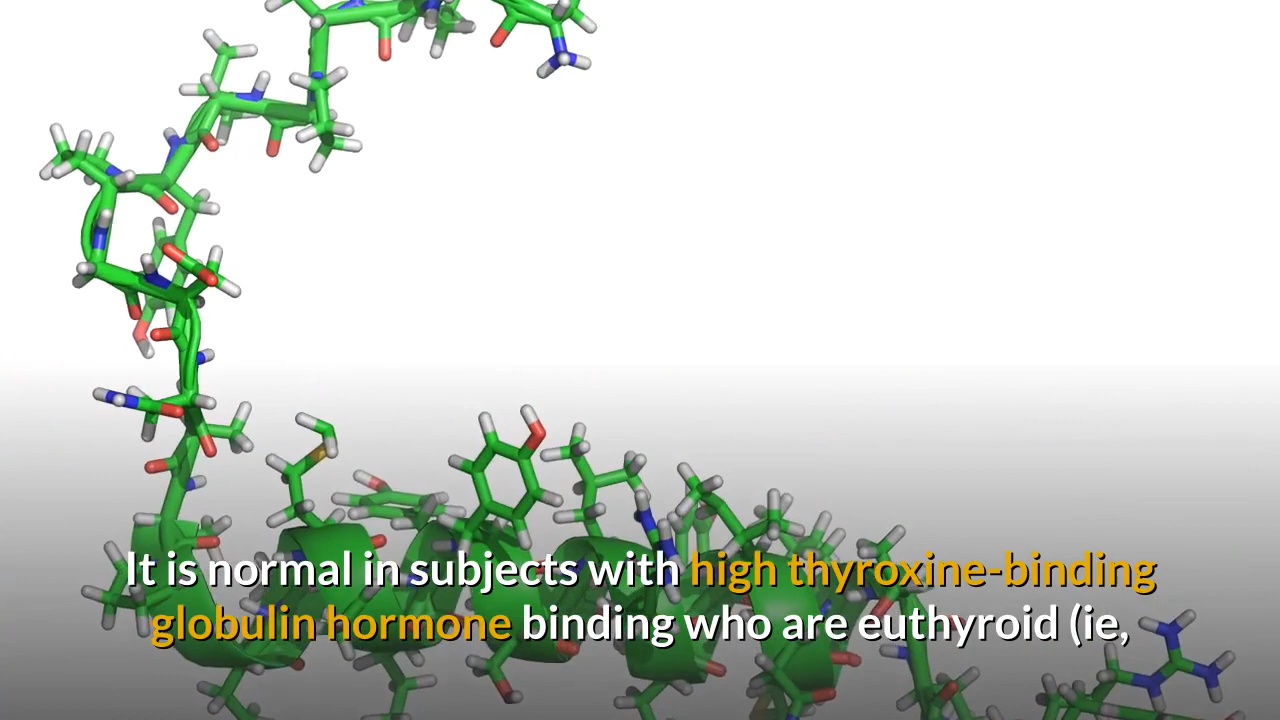 It is normal in subjects with high thyroxine-binding
globulin hormone binding who are euthyroid (ie,